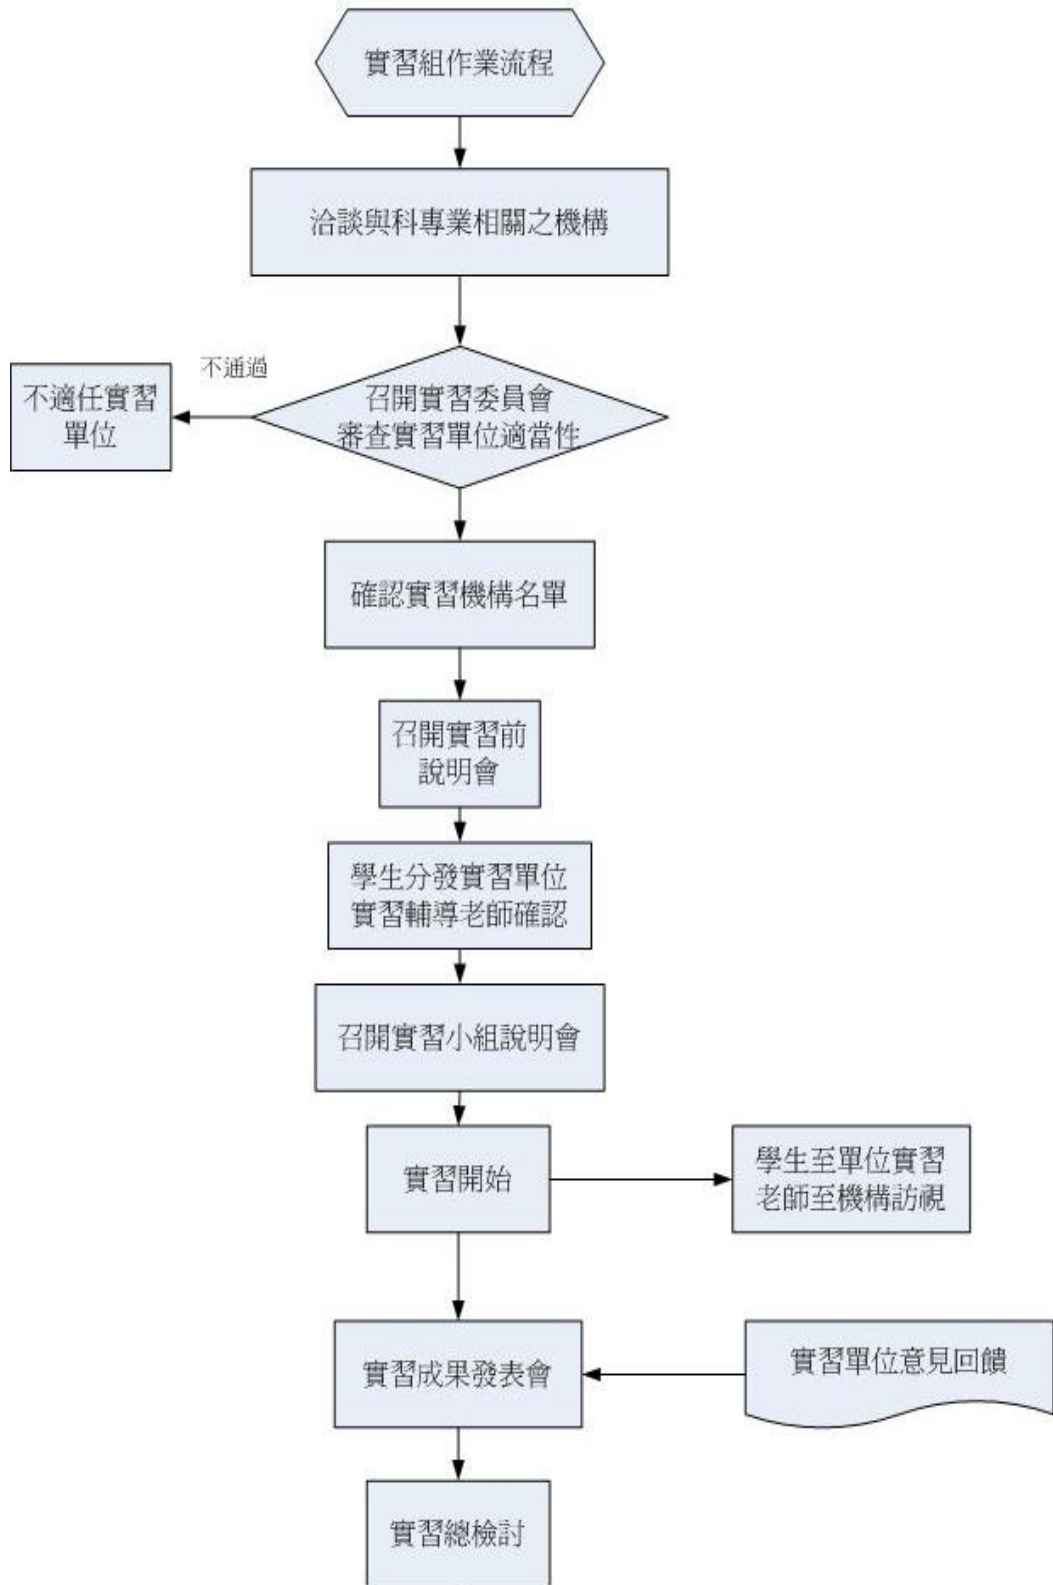 實習組作業流程
洽談與科專業相關之機構
不通過
不適任實習
單位
召開實習委員會
審查實習單位適當性
確認實習機構名單
召開實習前
說明會
學生分發實習單位
實習輔導老師確認
召開實習小組說明會
實習開始
學生至單位實習
老師至機構訪視
實習成果發表會
實習單位意見回饋
實習總檢討